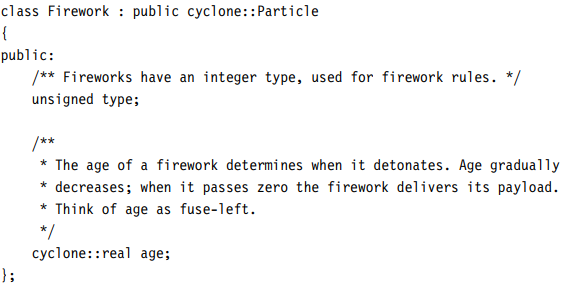 class Firework : public cyclone::Particle
{
public:
    /** Fireworks have an integer type, used for firework rules. */
    unsigned type;

    /**
     * The age of a firework determines when it detonates. Age gradually
     * decreases; when it passes zero the firework delivers its payload.
     * Think of age as fuse-left.
     */
    cyclone::real age;
};